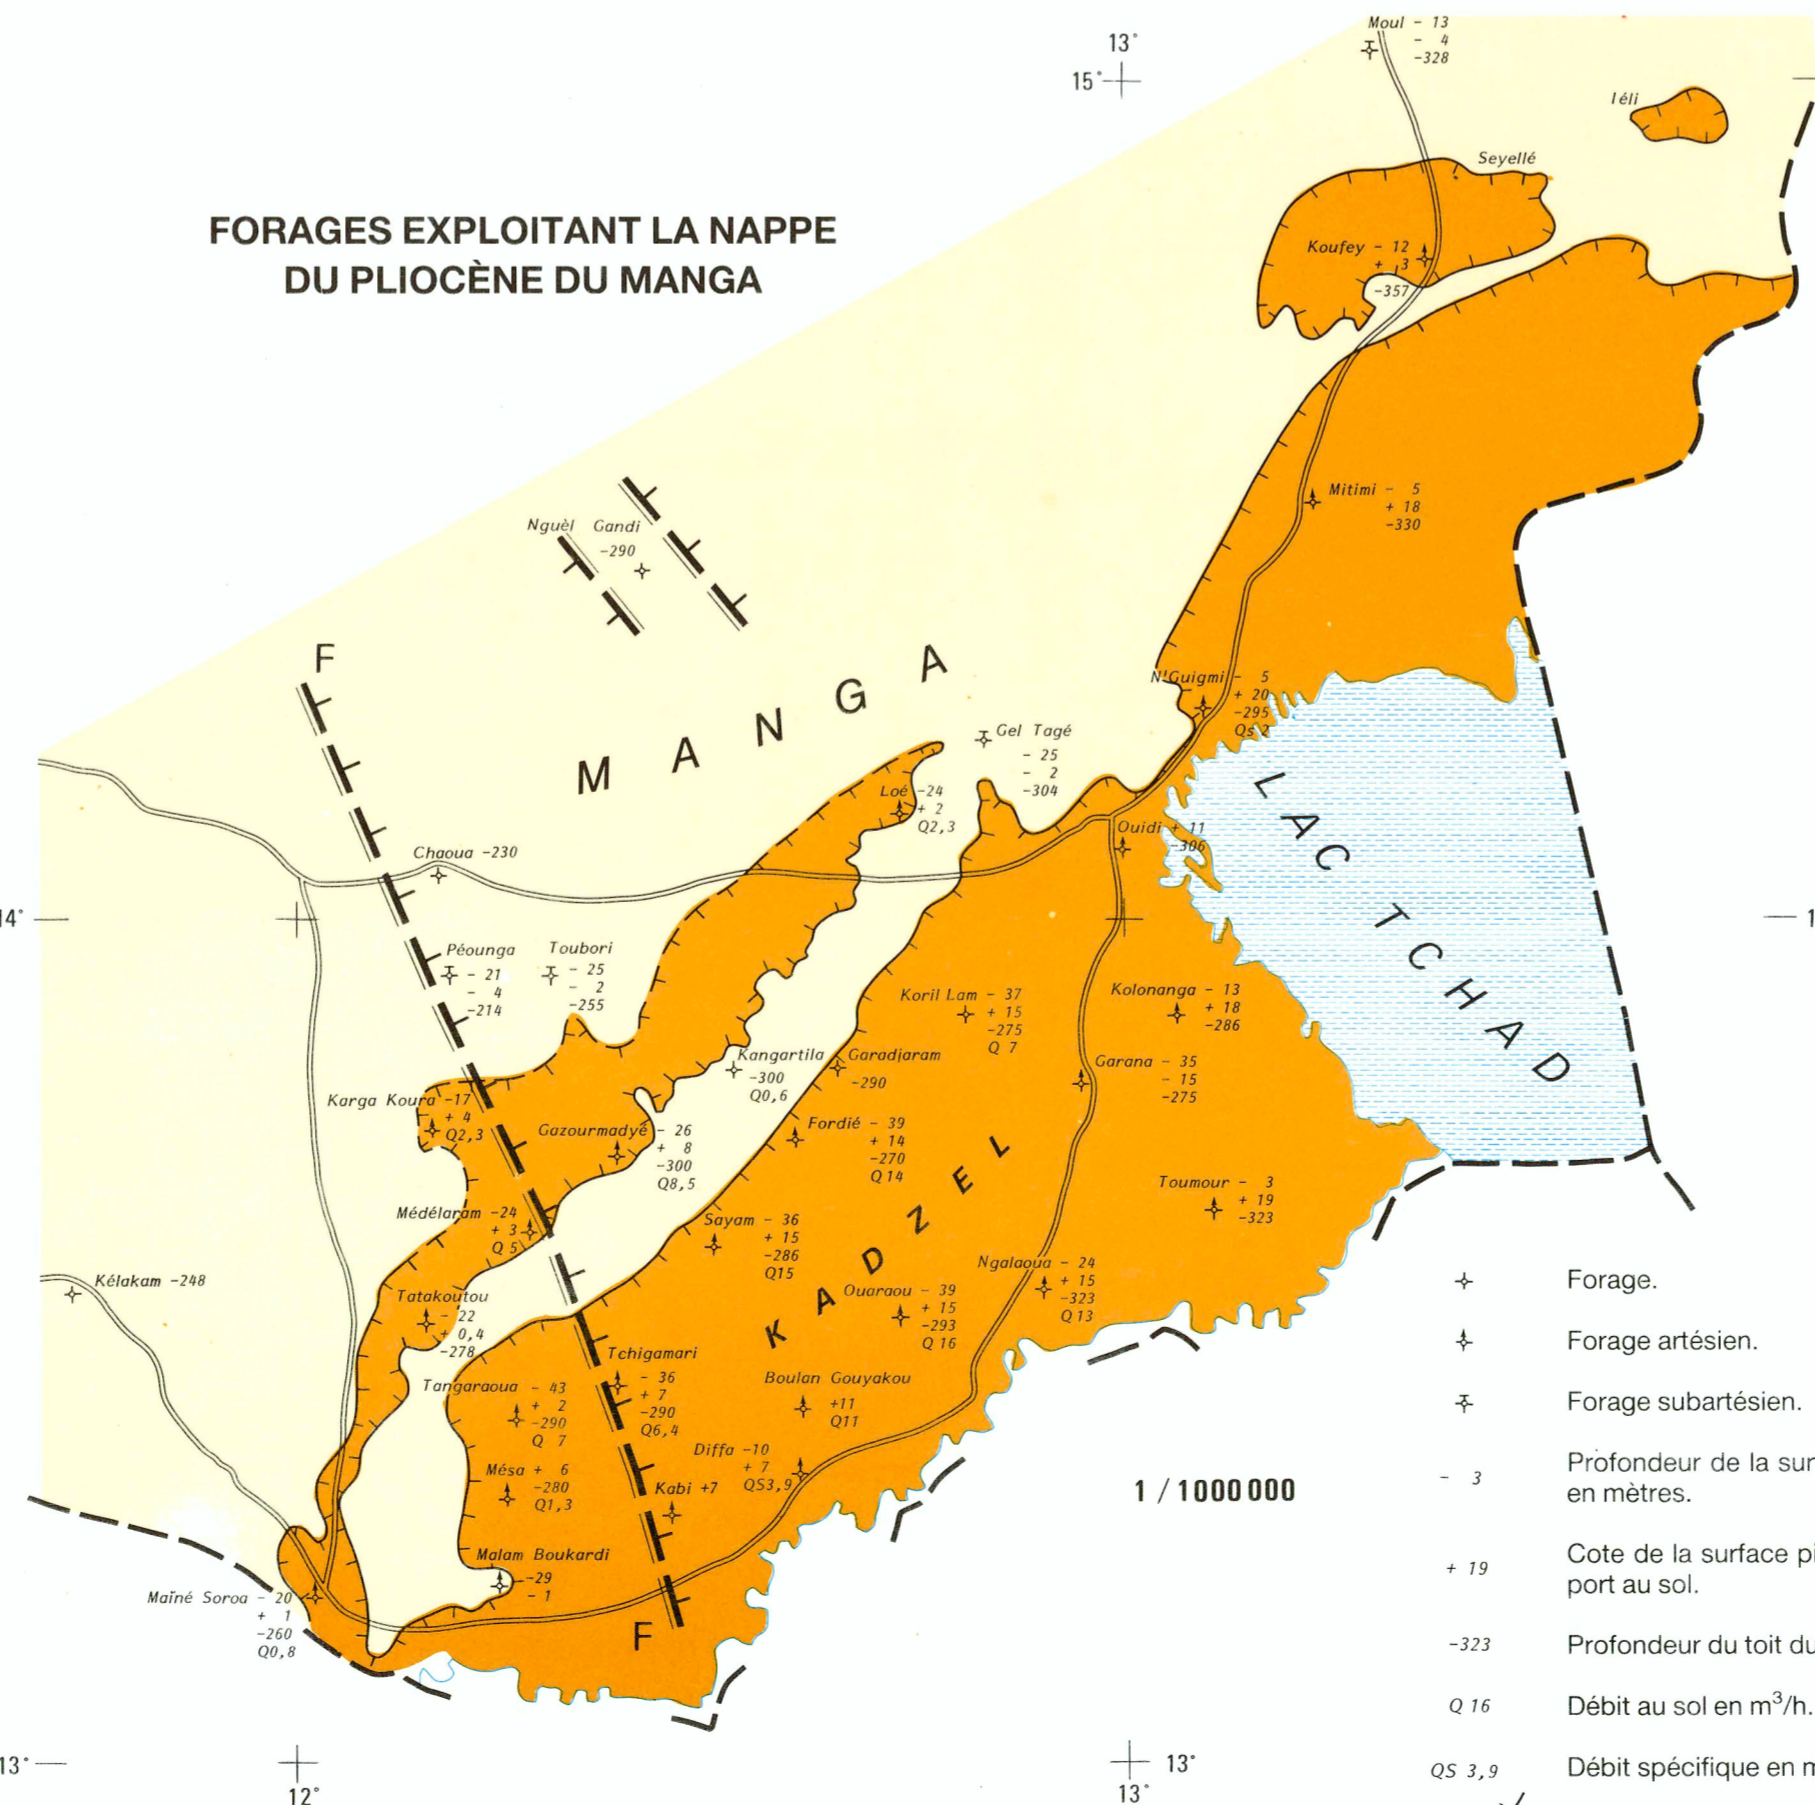 FORAGES EXPLOITANT LA NAPPE
DU PLIOCÈNE DU MANGA
13°
15°
Moul - 13
- 4
-328
Iéli
Seyellé
Koufey - 12
+ 3
-357
Mitimi - 5
+ 18
-330
Nguèl Gandi
-290
F
MANGA
N'Guigmi - 5
+ 20
-295
Qs 2
Gel Tagé
- 25
- 2
-304
Loé -24
+ 2
Q2,3
Ouidi + 11
-306
LAC TCHAD
Chaoua -230
14°
1
Péounga
- 21
- 4
-214
Toubori
- 25
- 2
-255
Koril Lam - 37
+ 15
-275
Q 7
Kolonanga - 13
+ 18
-286
Kangartila
-300
Q0,6
Garadjaram
-290
Garana - 35
- 15
-275
Karga Koura -17
+ 4
Q2,3
Gazourmadyé - 26
+ 8
-300
Q8,5
Fordié - 39
+ 14
-270
Q 14
KADZEL
Toumour - 3
+ 19
-323
Médélaram -24
+ 3
Q 5
Sayam - 36
+ 15
-286
Q15
Ngalaoua - 24
+ 15
-323
Q 13
Kélakam -248
Tatakoutou
- 22
+ 0,4
-278
Ouaraou - 39
+ 15
-293
Q 16
Tchigamari
- 36
+ 7
-290
Q6,4
Tangaraoua - 43
+ 2
-290
Q 7
Boulan Gouyakou
+11
Q11
Diffa -10
+ 7
QS3,9
Mésa + 6
-280
Q1,3
Kabi +7
Malam Boukardi
-29
- 1
Maïné Soroa - 20
+ 1
-260
Q0,8
F
1 / 1000000
Forage.
Forage artésien.
Forage subartésien.
- 3 Profondeur de la sur
en mètres.
+ 19 Cote de la surface pi
port au sol.
-323 Profondeur du toit du
Q 16 Débit au sol en m³/h.
QS 3,9 Débit spécifique en m
13°
12°
13°
13°